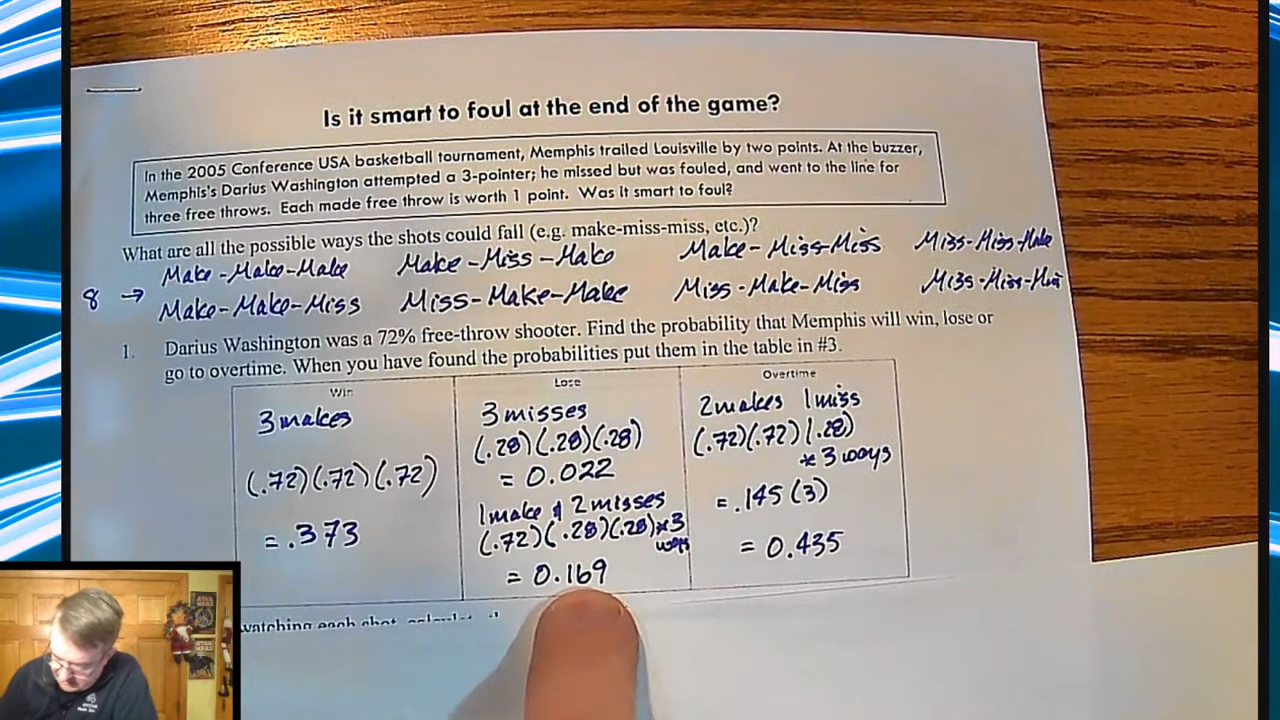 Is it smart to foul at the end of the game?
In the 2005 Conference USA basketball tournament, Memphis trailed Louisville by two points. At the buzzer,
Memphis's Darius Washington attempted a 3-pointer; he missed but was fouled, and went to the line for
three free throws. Each made free throw is worth 1 point. Was it smart to foul?
What are all the possible ways the shots could fall (e.g. make-miss-miss, etc.)?
Make-Make-Make Make-Miss-Make Make-Miss-Miss Miss-Miss-Make
8 → Make-Make-Miss Miss-Make-Make Miss-Make-Miss Miss-Miss-Miss
1. Darius Washington was a 72% free-throw shooter. Find the probability that Memphis will win, lose or
go to overtime. When you have found the probabilities put them in the table in #3.
Win
3 makes
(.72)(.72)(.72)
=.373
Lose
3 misses
(.28)(.28)(.28)
= 0.022
1 make & 2 misses
(.72)(.28)(.28)*3
ways
= 0.169
Overtime
2 makes 1 miss
(.72)(.72)(.28)
*3 ways
=.145(3)
= 0.435
watching each shot,